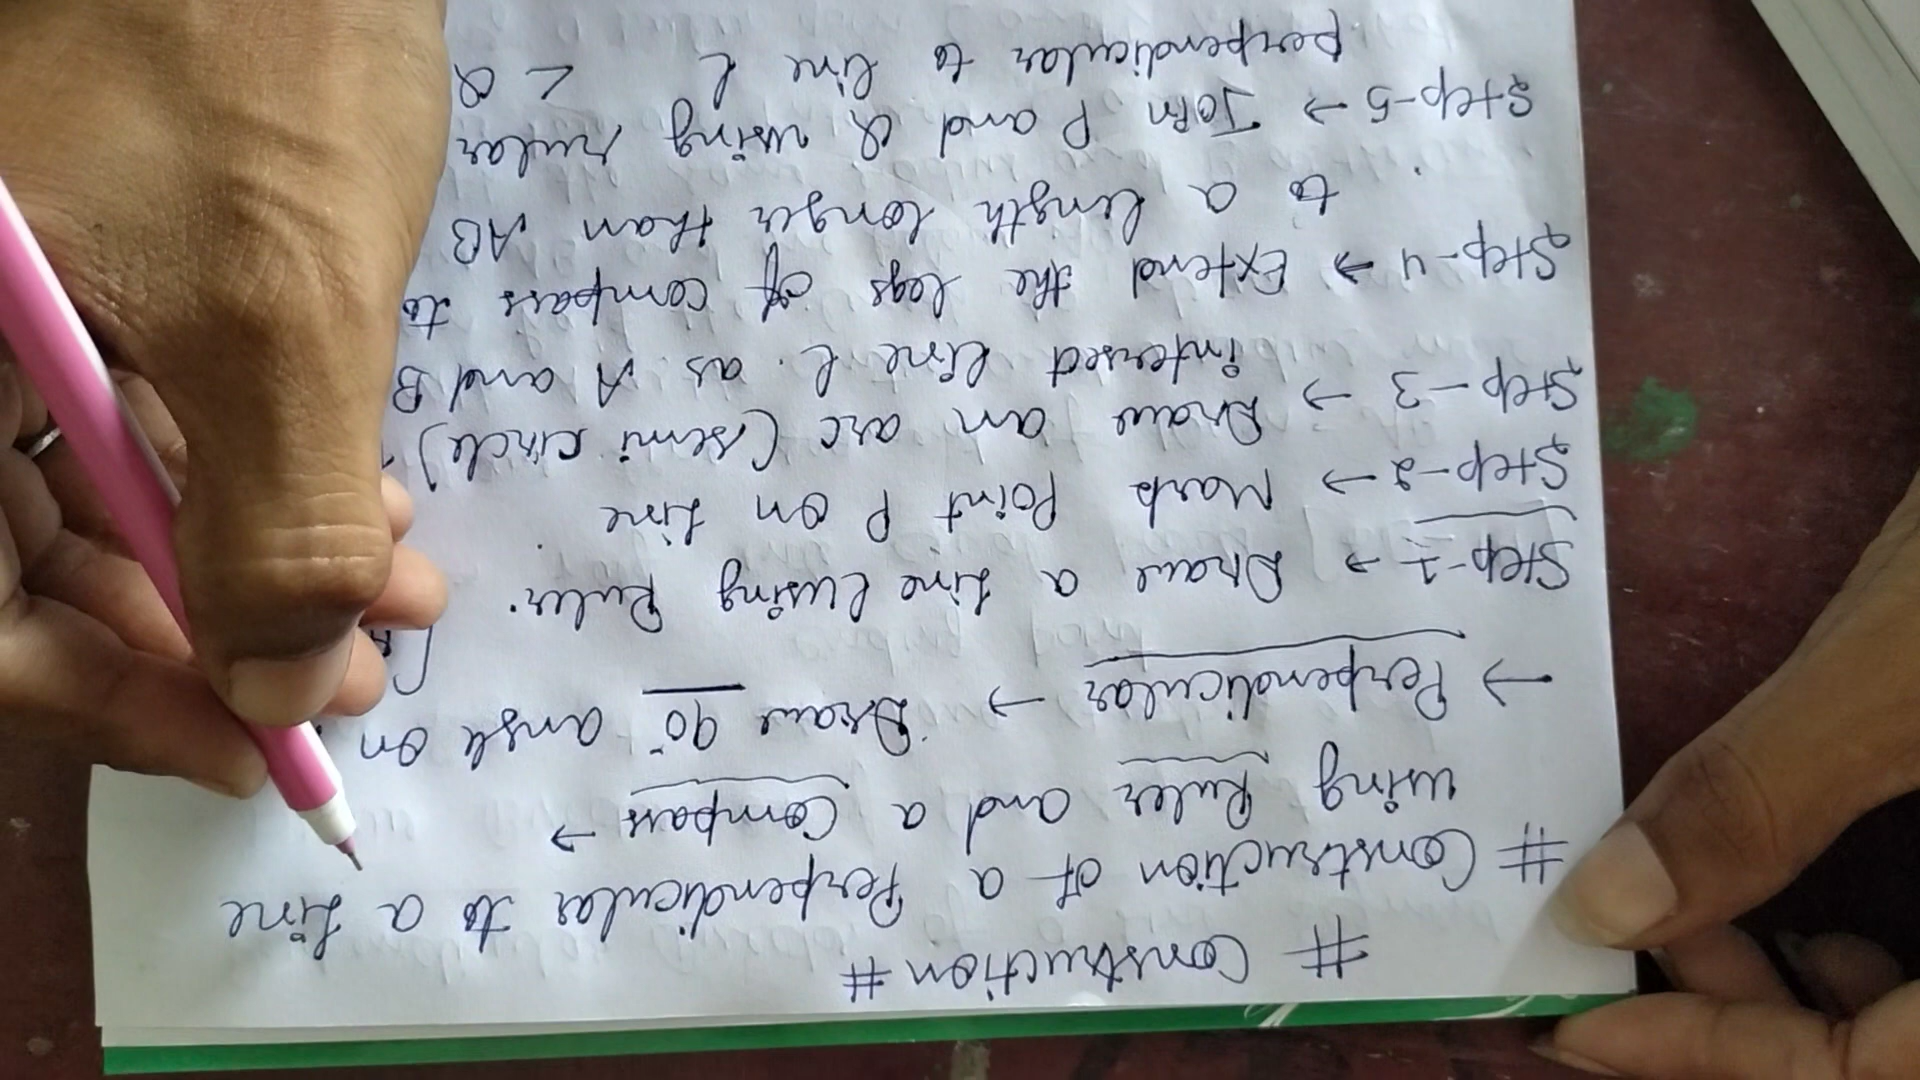 # Construction #
# Construction of a Perpendicular to a line
using Ruler and a Compass →
→ Perpendicular → Draw 90° angle on
Step-1 → Draw a line l using Ruler.
Step-2 → Mark Point P on line
Step-3 → Draw an arc (semi circle)
intersect line l. as A and B
Step-4 → Extend the legs of compass to
to a length longer than AB
Step-5 → Join P and Q using rular
perpendicular to line l < Q